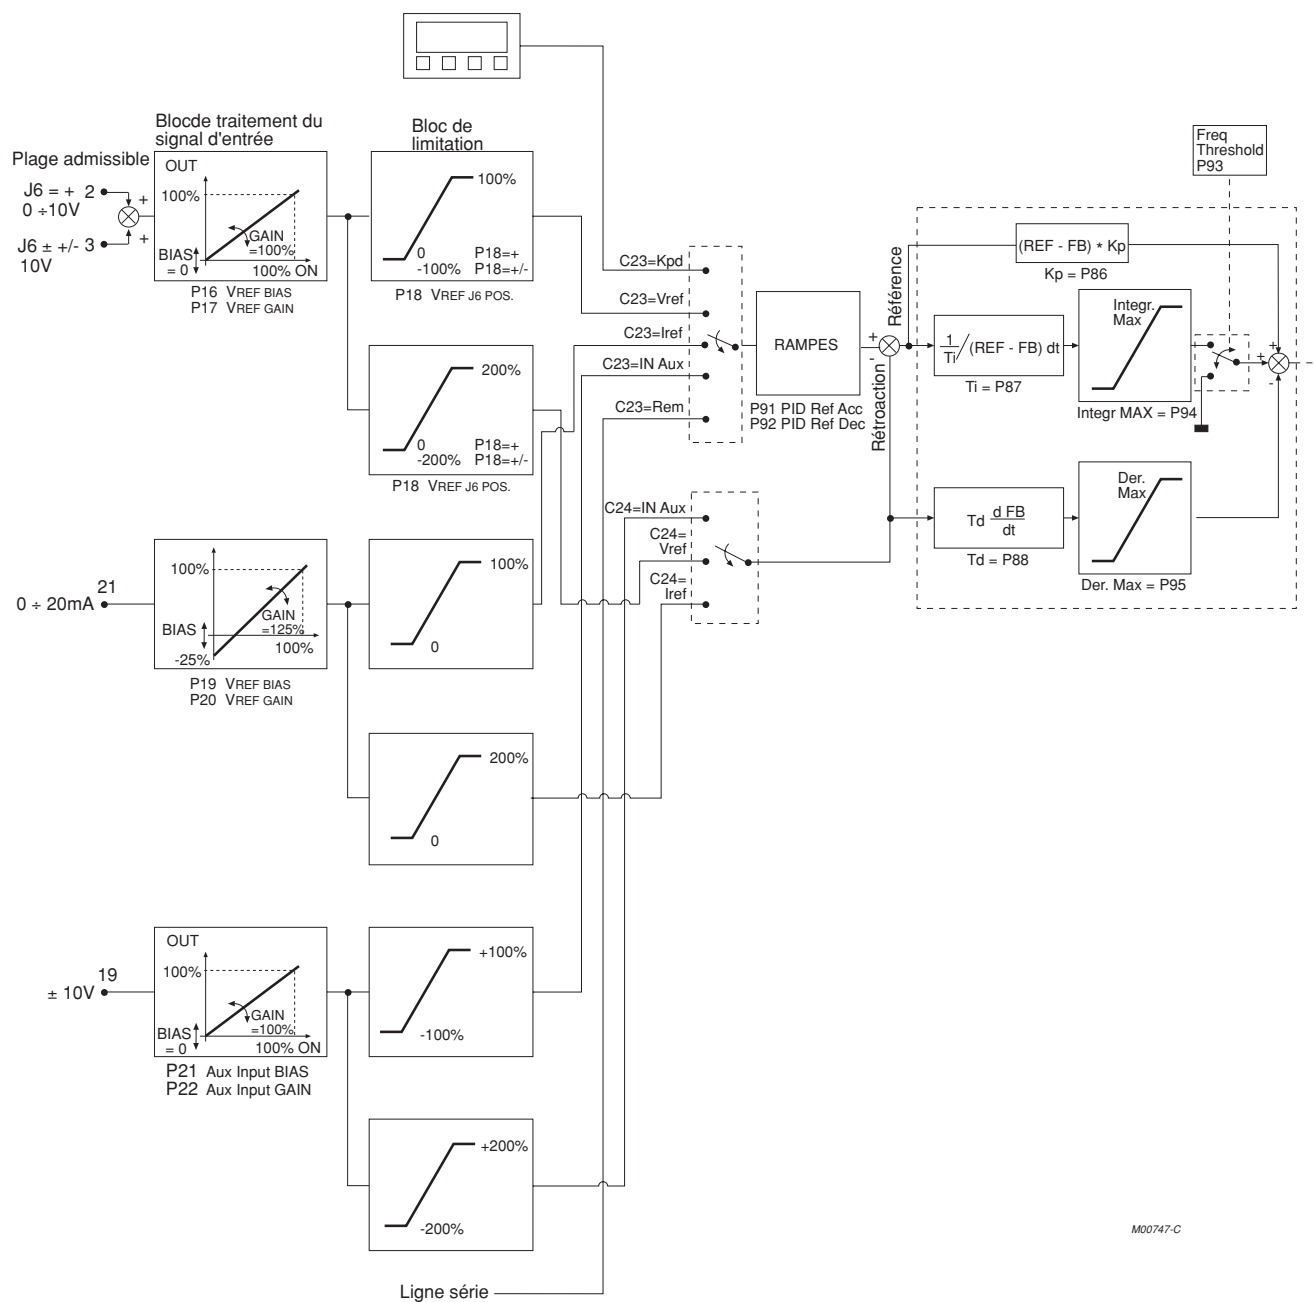 Blocde traitement du
signal d'entrée
Bloc de
limitation
Plage admissible
J6 = + 2
0 ÷10V
J6 ± +/- 3
10V
+
+
OUT
100%
GAIN
=100%
BIAS
= 0
100% ON
P16 VREF BIAS
P17 VREF GAIN
100%
0
-100%
P18=+
P18=+/-
P18 VREF J6 POS.
200%
0
-200%
P18=+
P18=+/-
P18 VREF J6 POS.
C23=Kpd
C23=Vref
C23=Iref
C23=IN Aux
C23=Rem
RAMPES
P91 PID Ref Acc
P92 PID Ref Dec
+
-
Référence
Rétroaction
Freq
Threshold
P93
(REF - FB) * Kp
Kp = P86
1
Ti
/(REF - FB) dt
Ti = P87
Integr.
Max
Integr MAX = P94
+
+
-
Td d FB
dt
Td = P88
Der.
Max
Der. Max = P95
C24=IN Aux
C24=
Vref
C24=
Iref
21
0 ÷ 20mA
100%
GAIN
=125%
BIAS
-25%
100%
P19 VREF BIAS
P20 VREF GAIN
100%
0
200%
0
19
± 10V
OUT
100%
GAIN
=100%
BIAS
= 0
100% ON
P21 Aux Input BIAS
P22 Aux Input GAIN
+100%
-100%
+200%
-200%
Ligne série
M00747-C